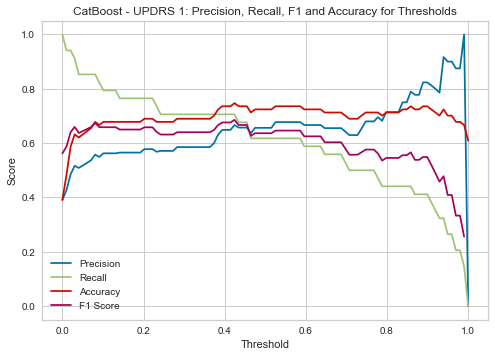 CatBoost - UPDRS 1: Precision, Recall, F1 and Accuracy for Thresholds
1.0
0.8
0.6
0.4
0.2
0.0
Score
Precision
Recall
Accuracy
F1 Score
0.0 0.2 0.4 0.6 0.8 1.0
Threshold